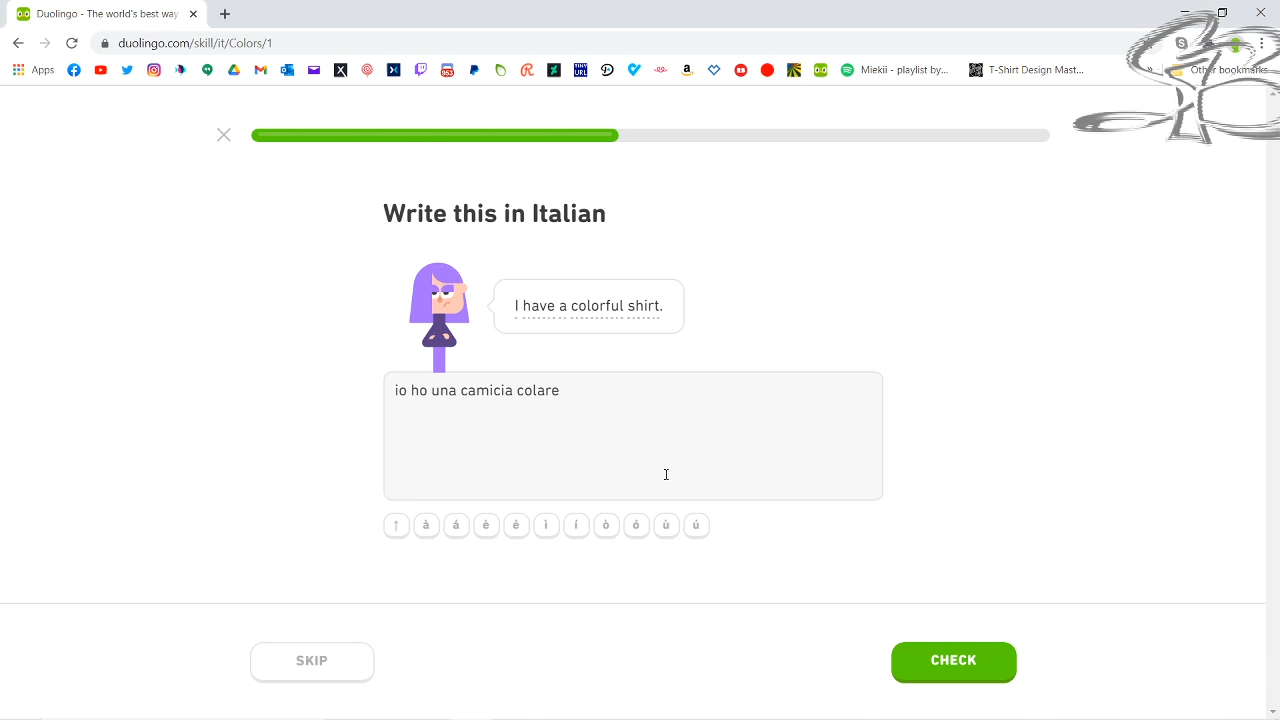 Duolingo - The world's best way
duolingo.com/skill/it/Colors/1
Apps
Miekii - playlist by...
T-Shirt Design Mast...
»
Other bookmarks
Write this in Italian
I have a colorful shirt.
io ho una camicia colare
↑ à á è é ì í ò ó ù ú
SKIP
CHECK